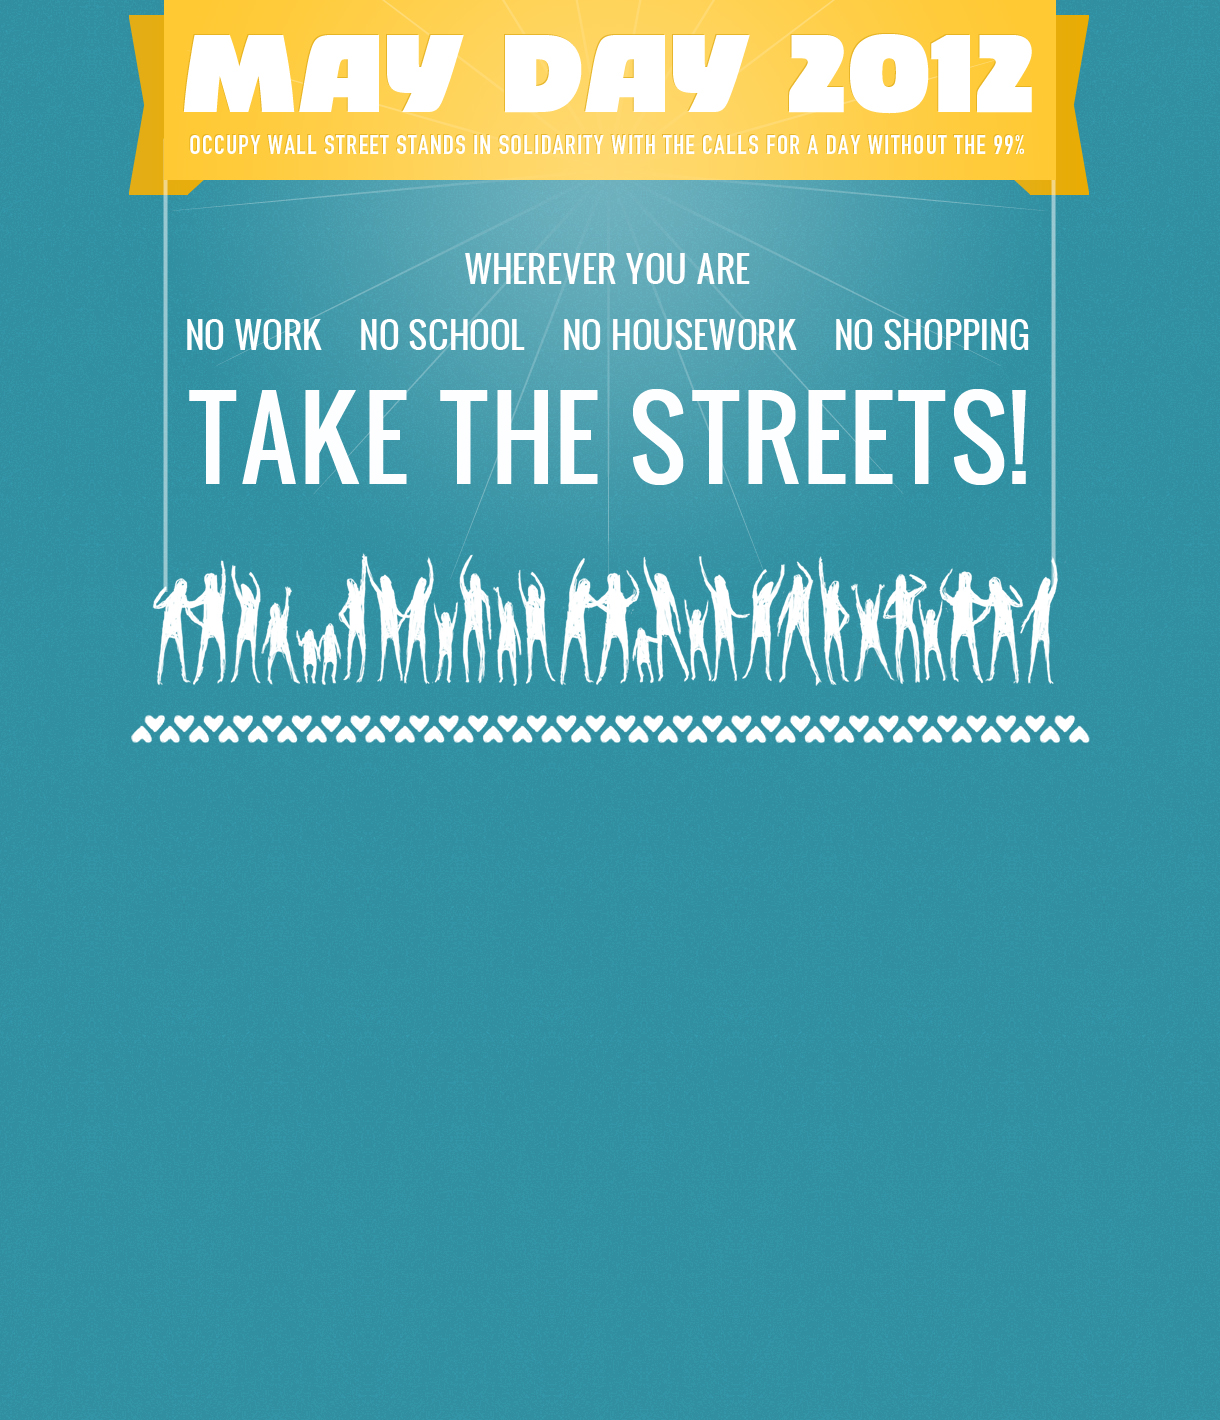 MAY DAY 2012
OCCUPY WALL STREET STANDS IN SOLIDARITY WITH THE CALLS FOR A DAY WITHOUT THE 99%
WHEREVER YOU ARE
NO WORK NO SCHOOL NO HOUSEWORK NO SHOPPING
TAKE THE STREETS!